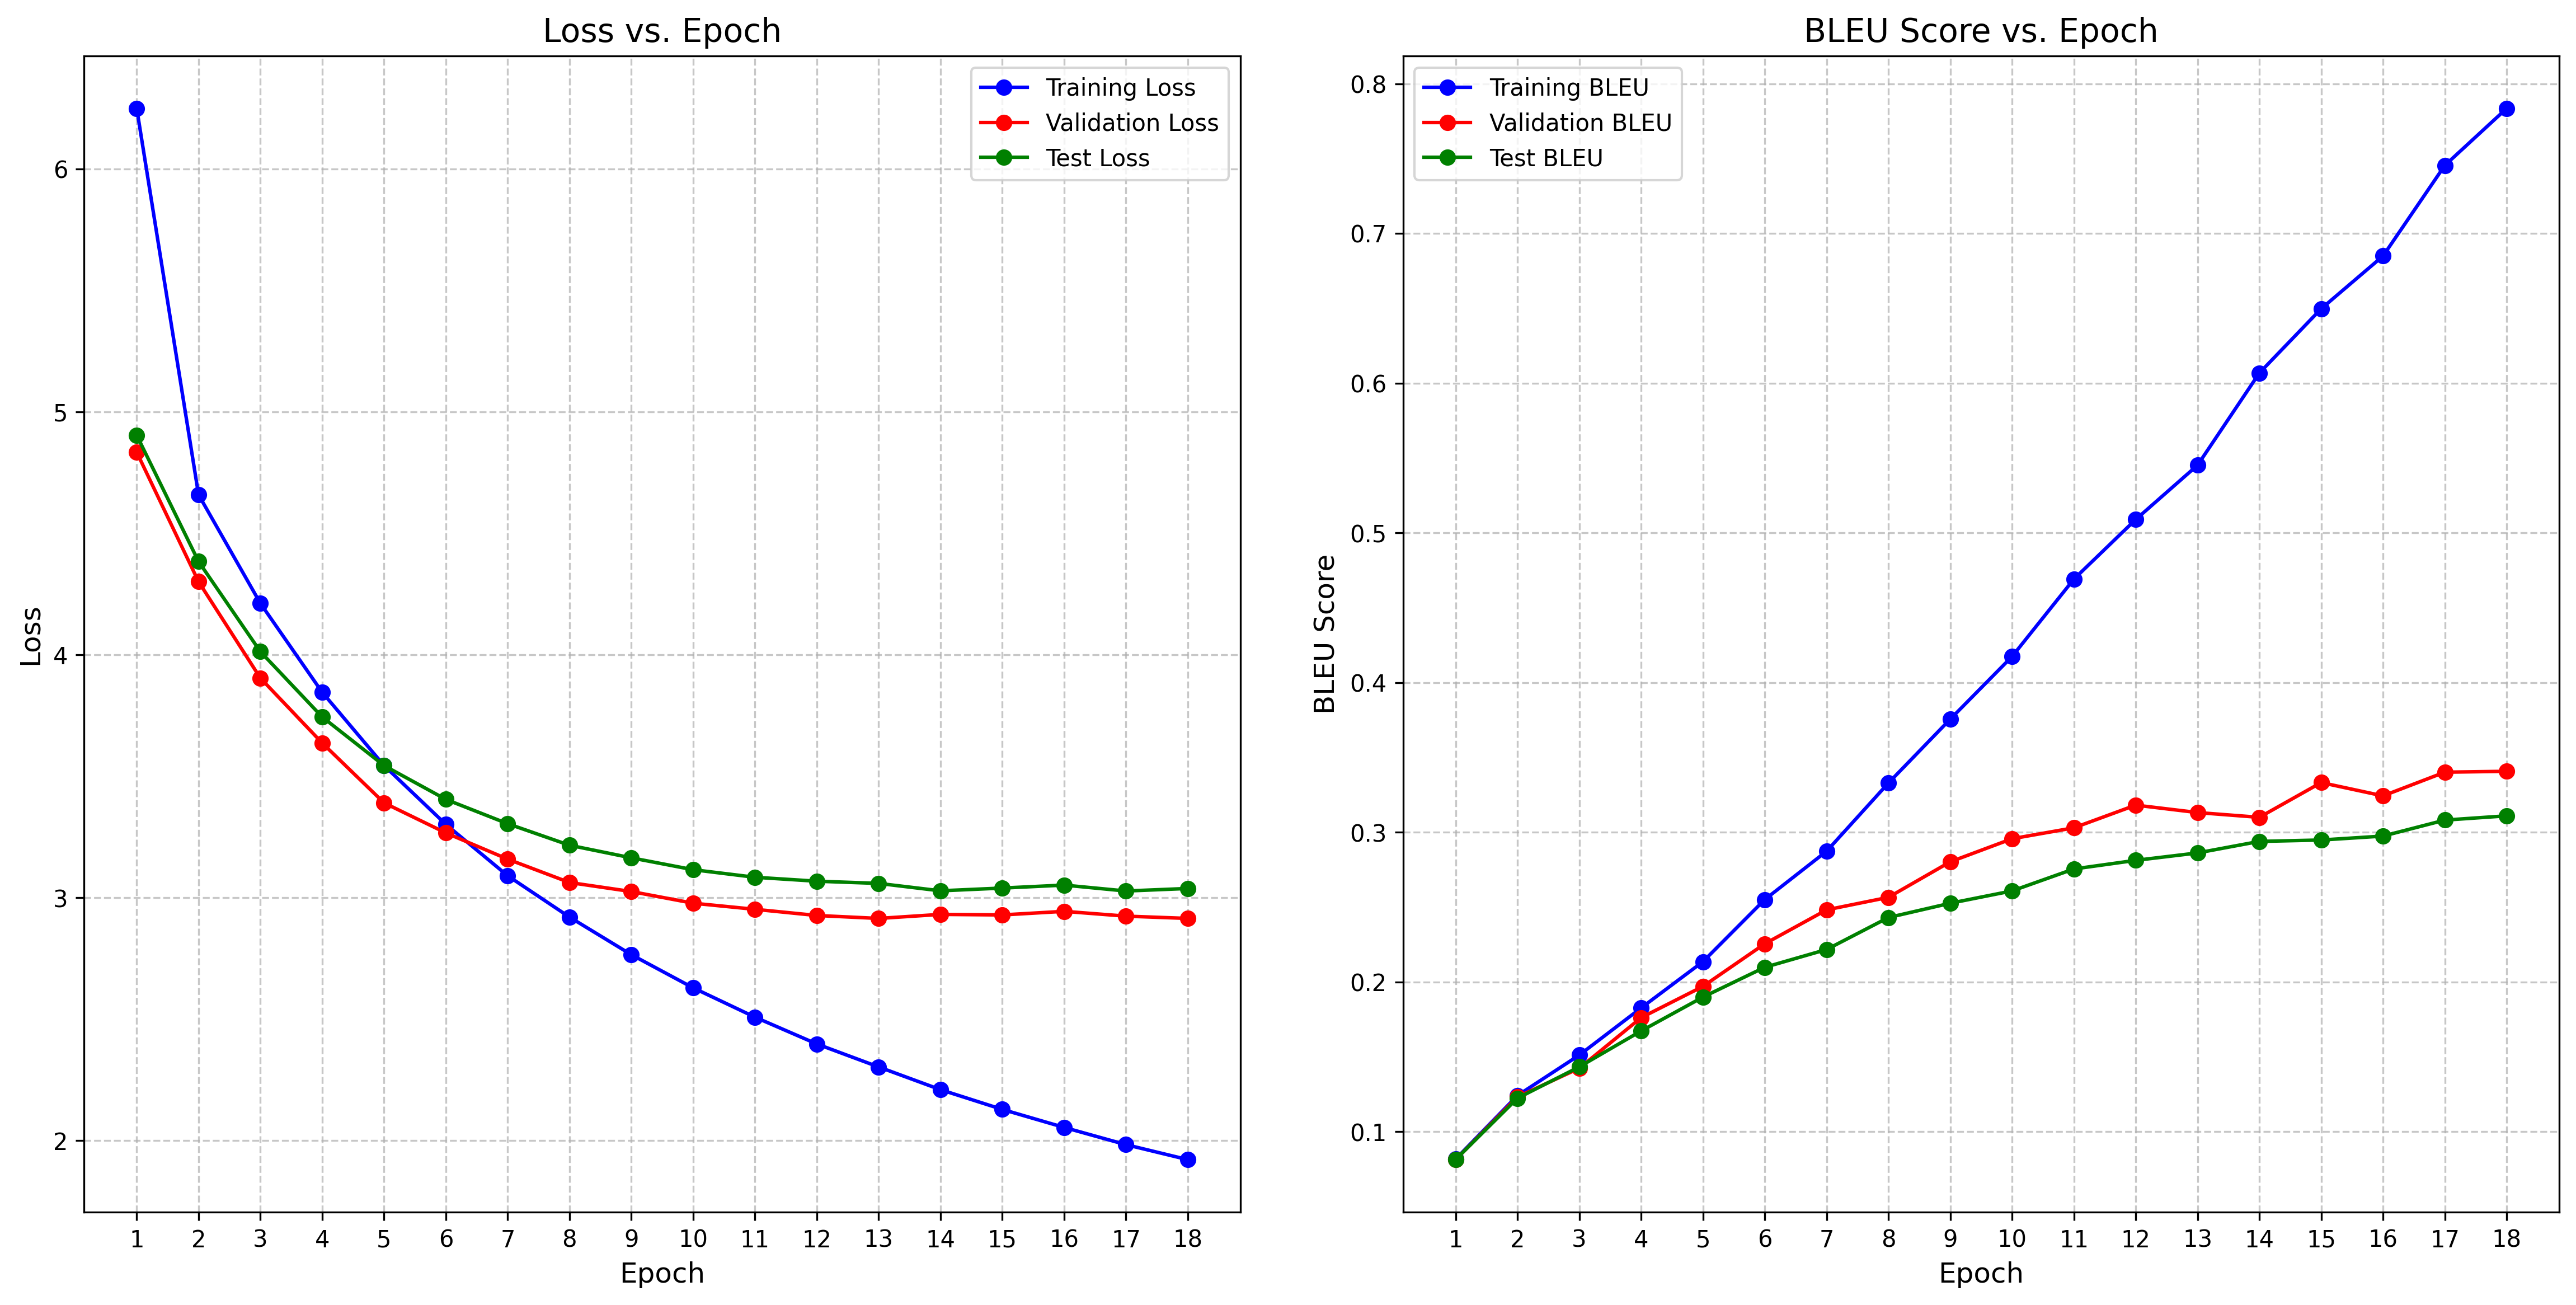 Loss vs. Epoch
Training Loss
Validation Loss
Test Loss
6
5
4
3
2
Loss
1 2 3 4 5 6 7 8 9 10 11 12 13 14 15 16 17 18
Epoch
BLEU Score vs. Epoch
Training BLEU
Validation BLEU
Test BLEU
0.8
0.7
0.6
0.5
0.4
0.3
0.2
0.1
BLEU Score
1 2 3 4 5 6 7 8 9 10 11 12 13 14 15 16 17 18
Epoch